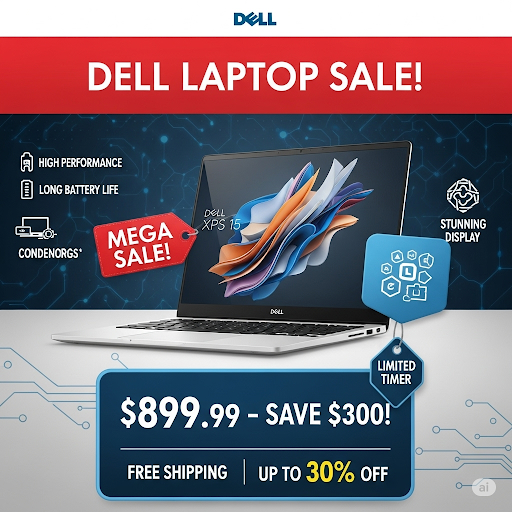 DELL
DELL LAPTOP SALE!
HIGH PERFORMANCE
LONG BATTERY LIFE
CONDENORGS*
MEGA
SALE!
DELL
XPS 15
DELL
STUNNING
DISPLAY
L
LIMITED
TIMER
$899.99 – SAVE $300!
FREE SHIPPING | UP TO 30% OFF
ai